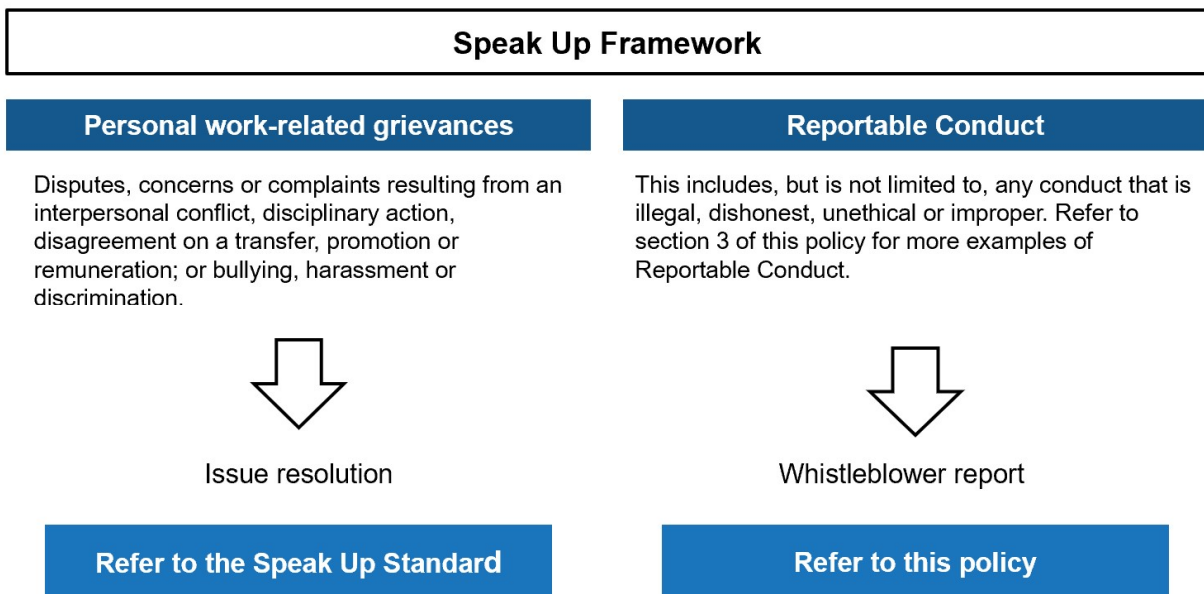 Speak Up Framework
Personal work-related grievances
Disputes, concerns or complaints resulting from an
interpersonal conflict, disciplinary action,
disagreement on a transfer, promotion or
remuneration; or bullying, harassment or
discrimination.
Issue resolution
Refer to the Speak Up Standard
Reportable Conduct
This includes, but is not limited to, any conduct that is
illegal, dishonest, unethical or improper. Refer to
section 3 of this policy for more examples of
Reportable Conduct.
Whistleblower report
Refer to this policy